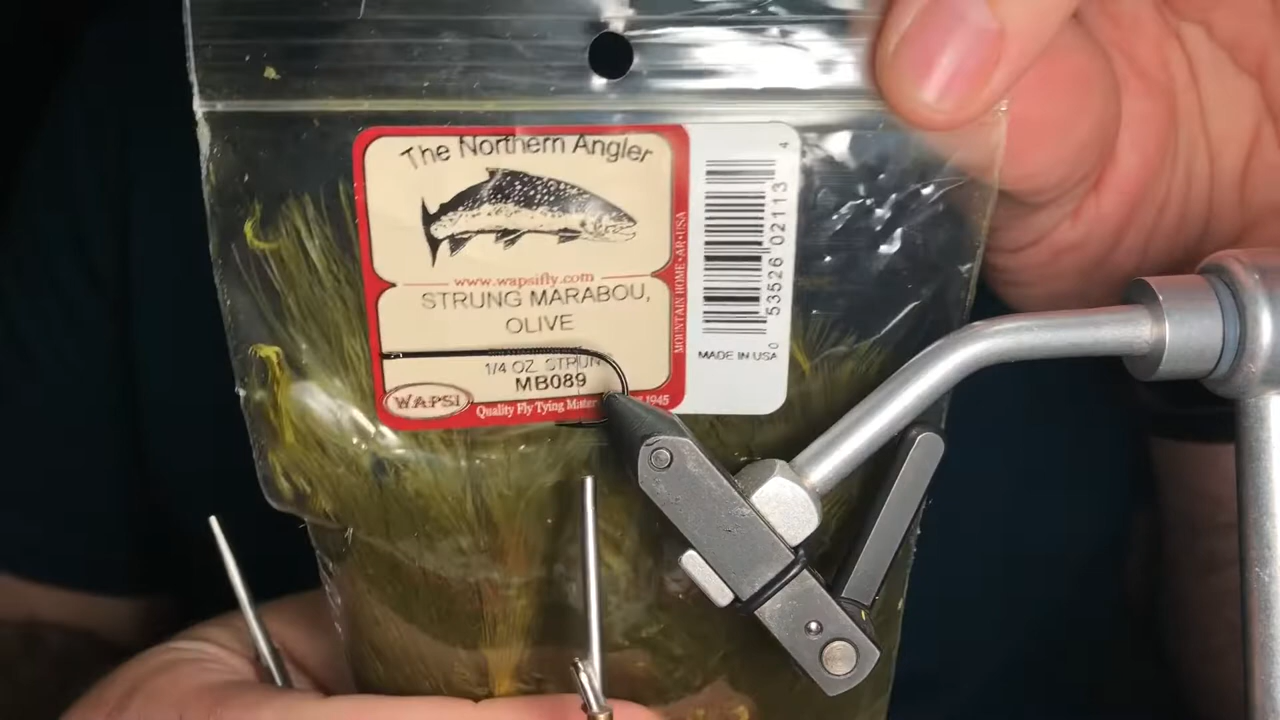 The Northern Angler
www.wapsifly.com
STRUNG MARABOU,
OLIVE
1/4 OZ. STRUN
MB089
WAPSI
Quality Fly Tying
1945
MOUNTAIN HOME•AR•USA
0 53526 02113 4
MADE IN USA